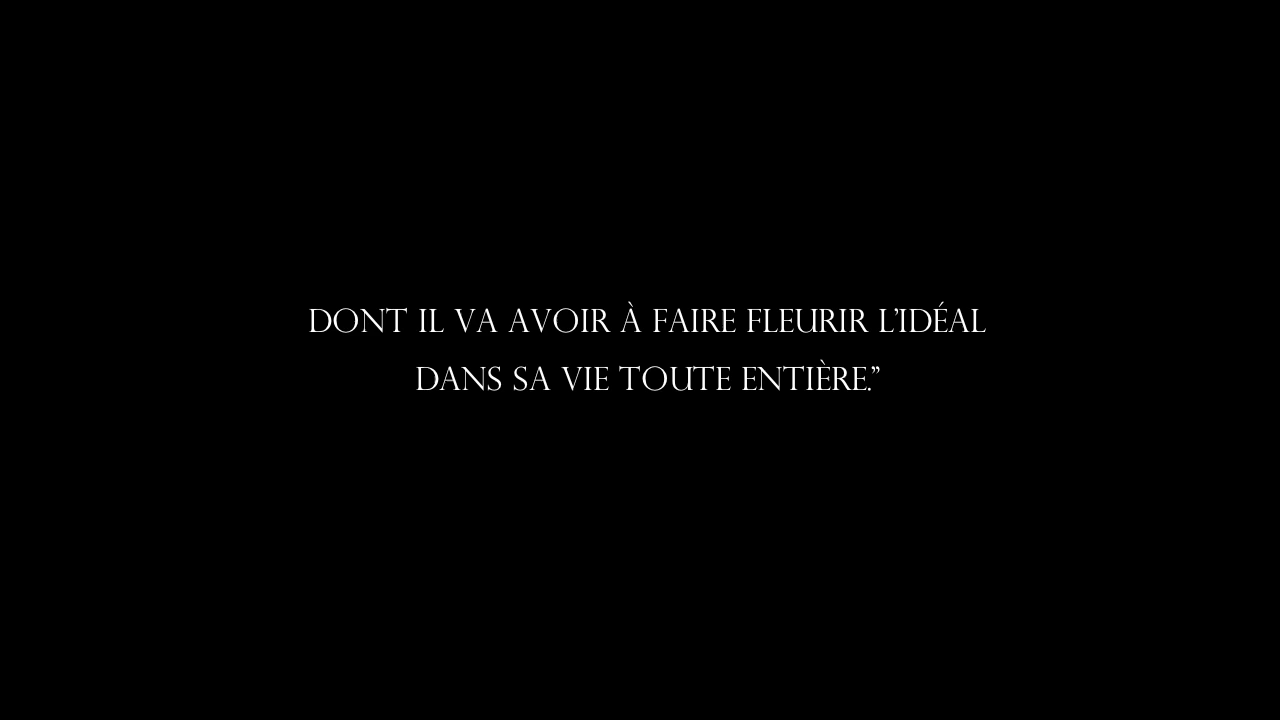 DONT IL VA AVOIR À FAIRE FLEURIR L’IDÉAL
DANS SA VIE TOUTE ENTIÈRE.”